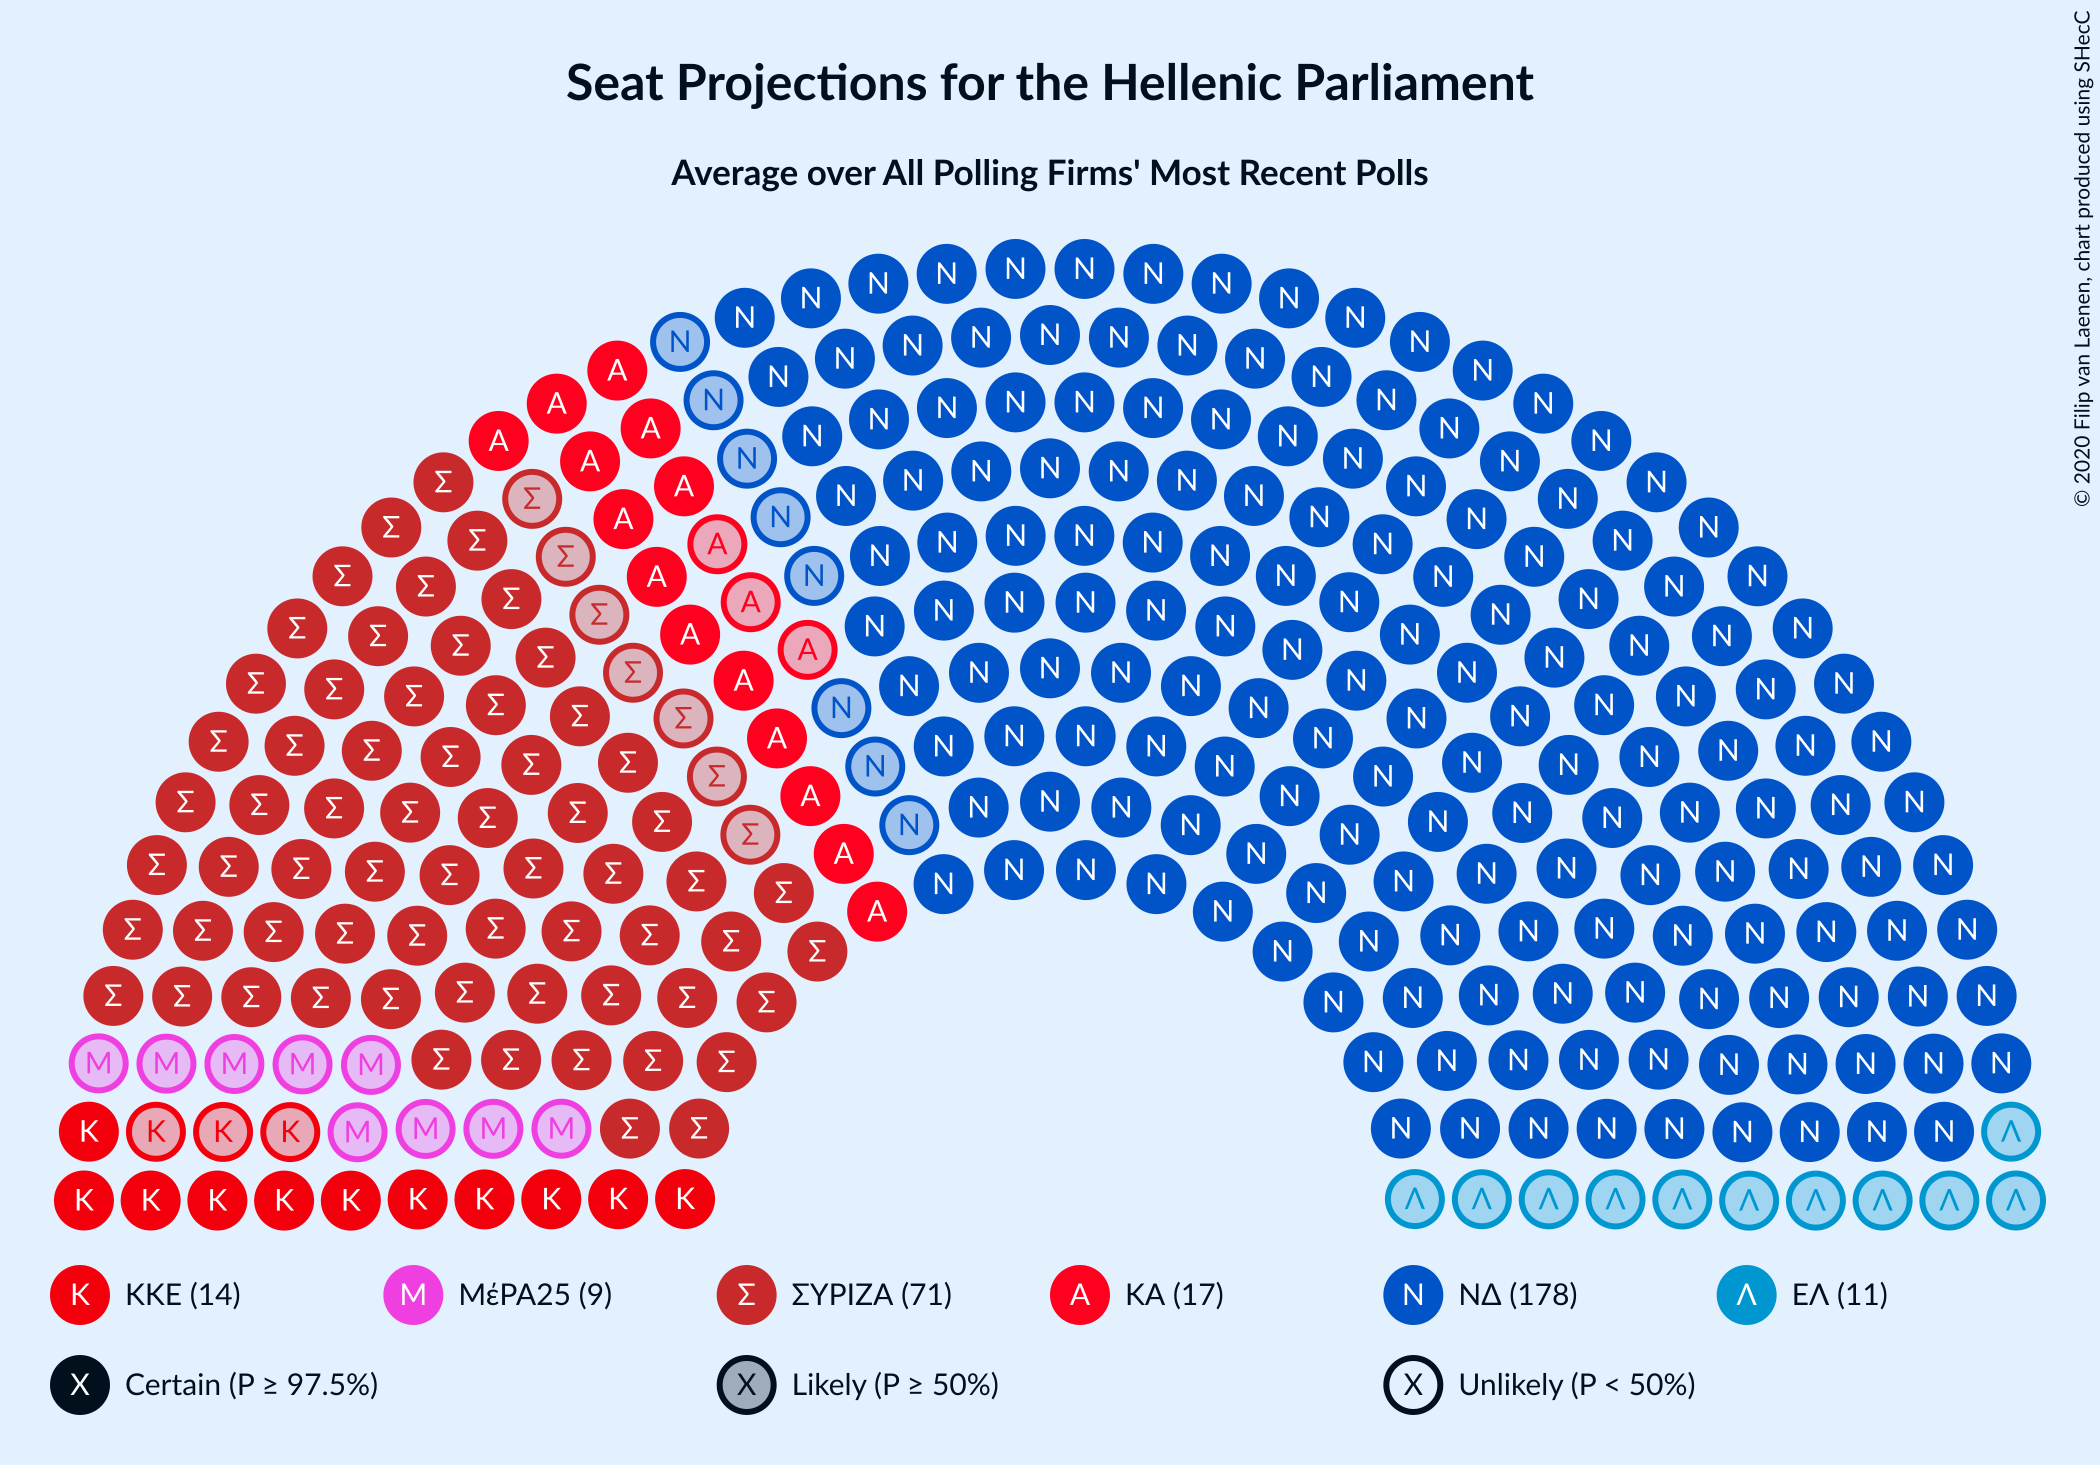 Seat Projections for the Hellenic Parliament
Average over All Polling Firms' Most Recent Polls
© 2020 Filip van Laenen, chart produced using SHecC
Κ ΚΚΕ (14)
Μ ΜέΡΑ25 (9)
Σ ΣΥΡΙΖΑ (71)
Α ΚΑ (17)
Ν ΝΔ (178)
Λ ΕΛ (11)
X Certain (P ≥ 97.5%)
X Likely (P ≥ 50%)
X Unlikely (P < 50%)